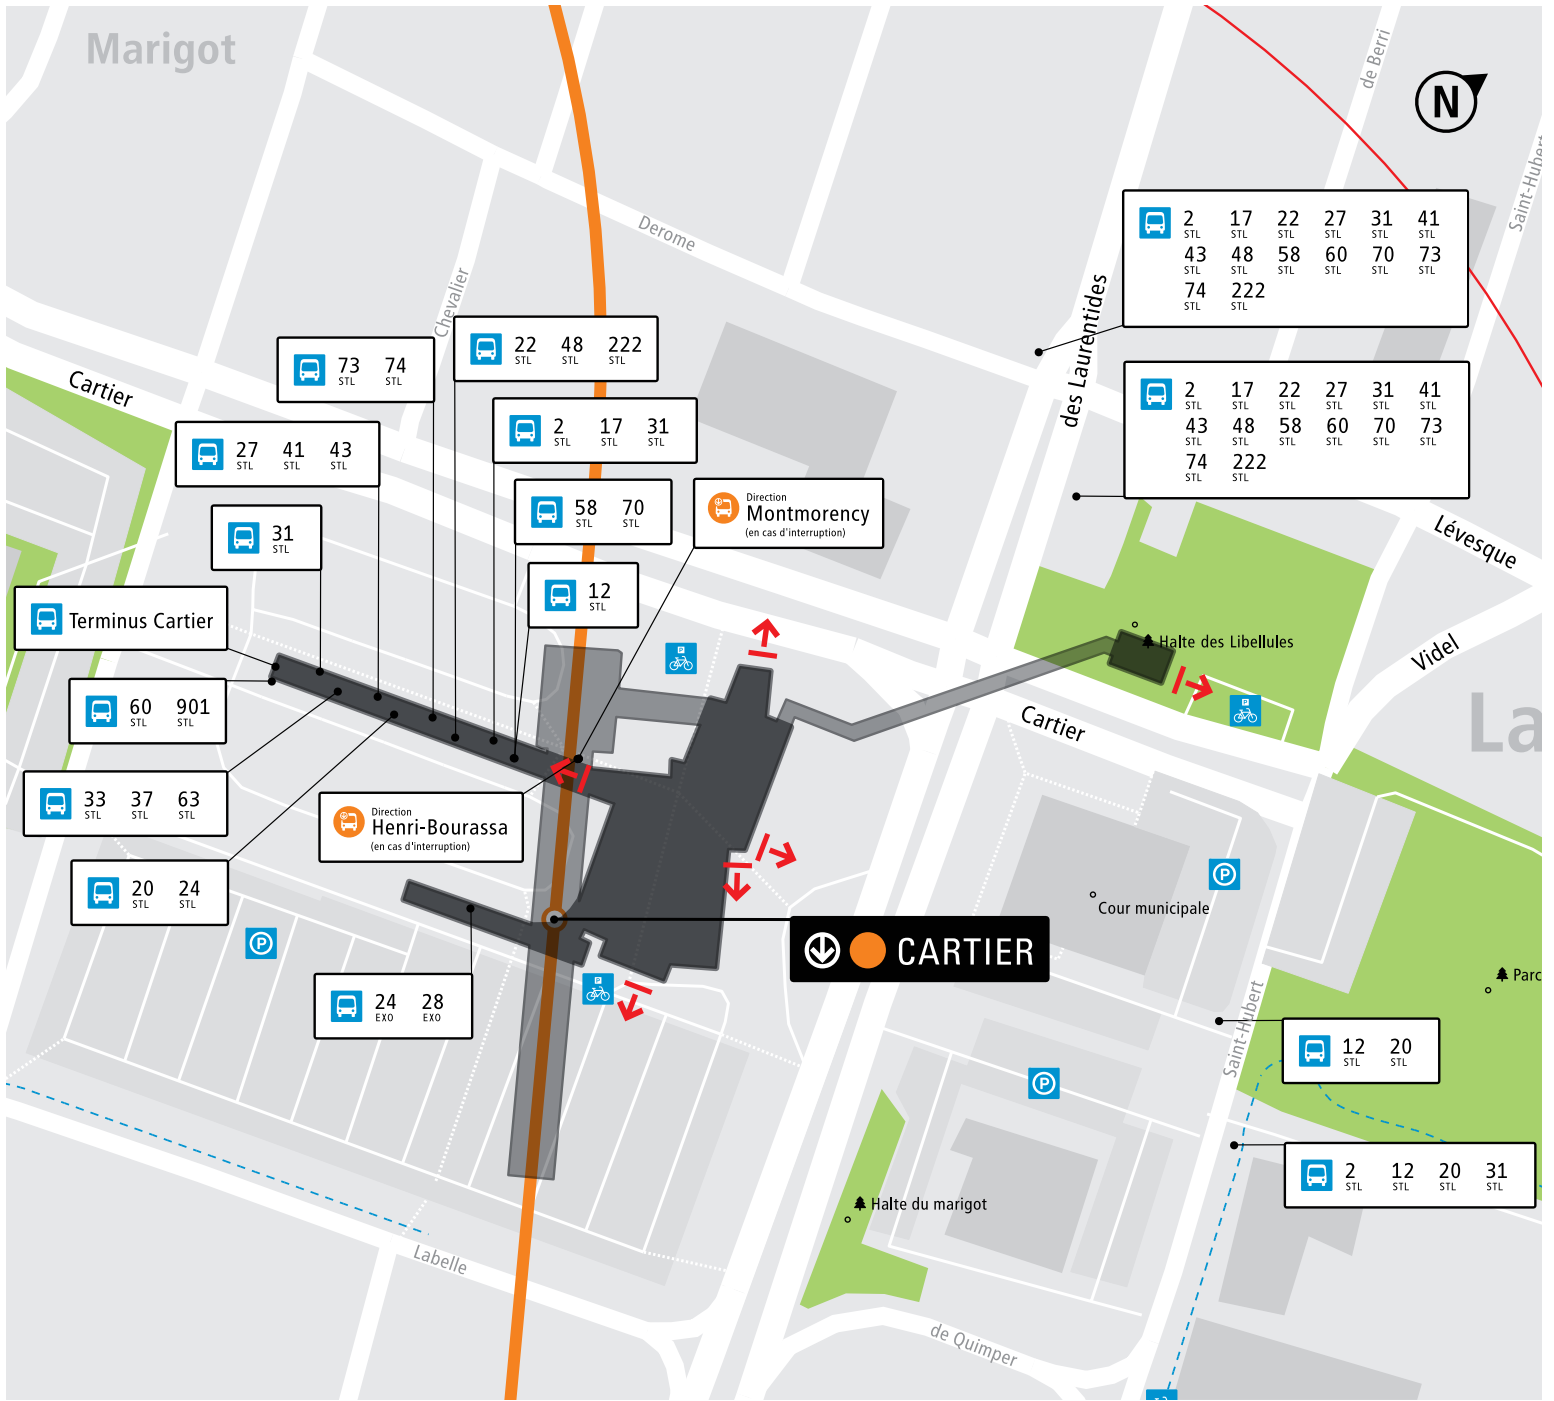 Marigot
de Berri
N
Saint-Hubert
Derome
Chevalier
des Laurentides
2 17 22 27 31 41
STL STL STL STL STL STL
43 48 58 60 70 73
STL STL STL STL STL STL
74 222
STL STL
22 48 222
STL STL STL
73 74
STL STL
Cartier
2 17 22 27 31 41
STL STL STL STL STL STL
43 48 58 60 70 73
STL STL STL STL STL STL
74 222
STL STL
2 17 31
STL STL STL
27 41 43
STL STL STL
58 70
STL STL
Direction
Montmorency
(en cas d'interruption)
31
STL
Lévesque
12
STL
Terminus Cartier
P
Halte des Libellules
Videl
60 901
STL STL
P
Cartier
La
33 37 63
STL STL STL
Direction
Henri-Bourassa
(en cas d'interruption)
20 24
STL STL
P
Cour municipale
P
CARTIER
Parc
P
24 28
EXO EXO
Saint-Hubert
12 20
STL STL
P
2 12 20 31
STL STL STL STL
Halte du marigot
Labelle
de Quimper